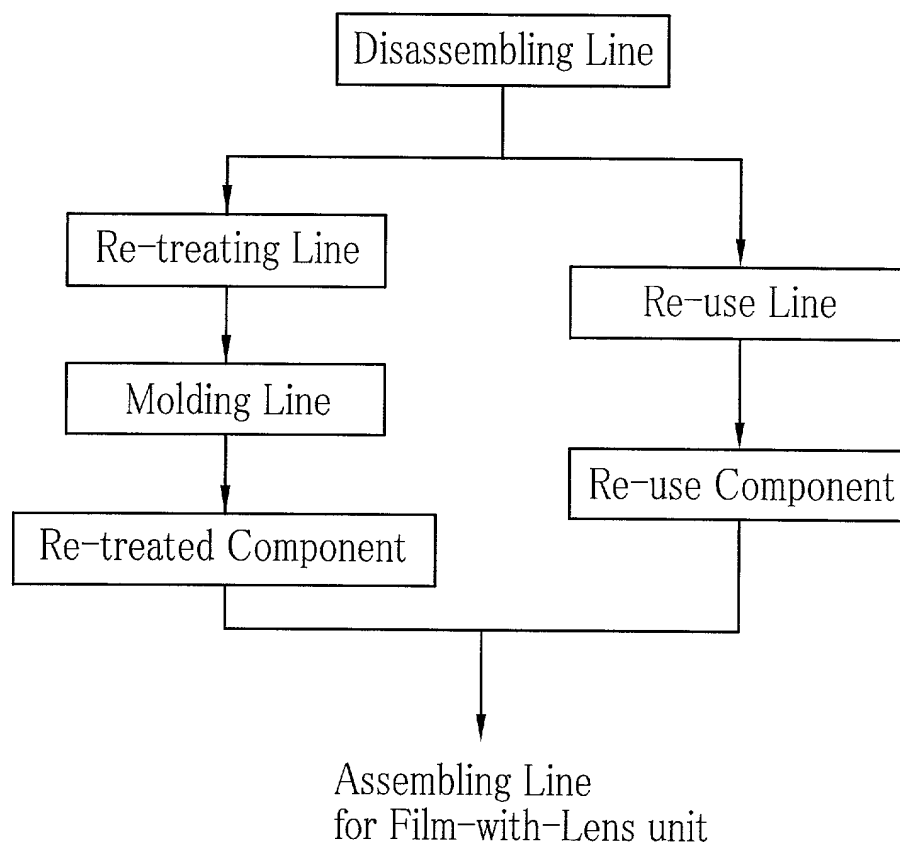 Disassembling Line
Re-treating Line
Re-use Line
Molding Line
Re-use Component
Re-treated Component
Assembling Line
for Film-with-Lens unit